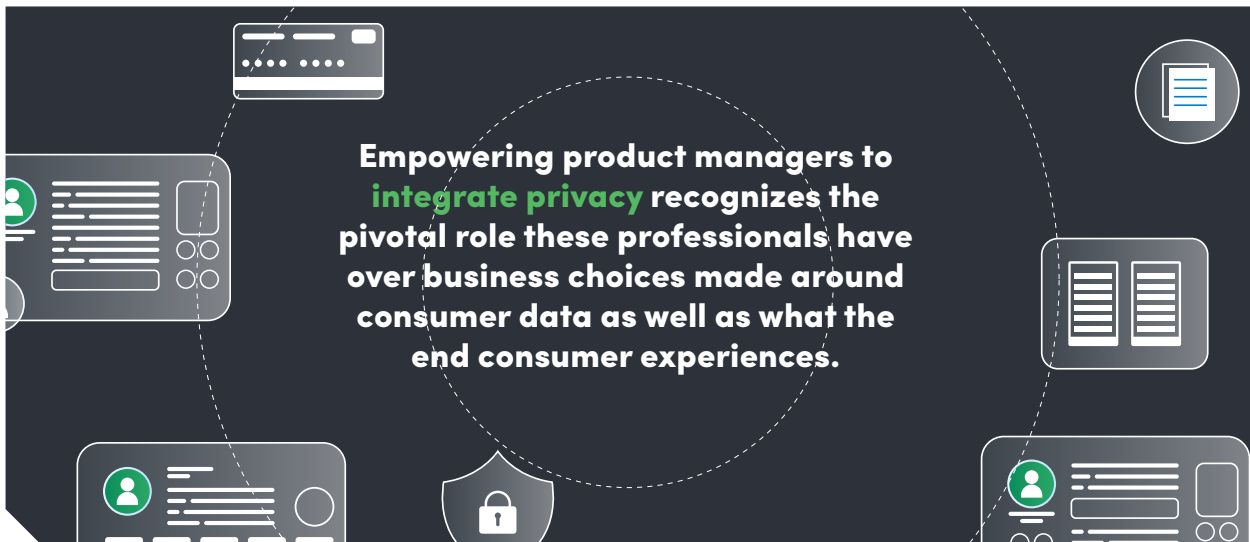 Empowering product managers to
integrate privacy recognizes the
pivotal role these professionals have
over business choices made around
consumer data as well as what the
end consumer experiences.